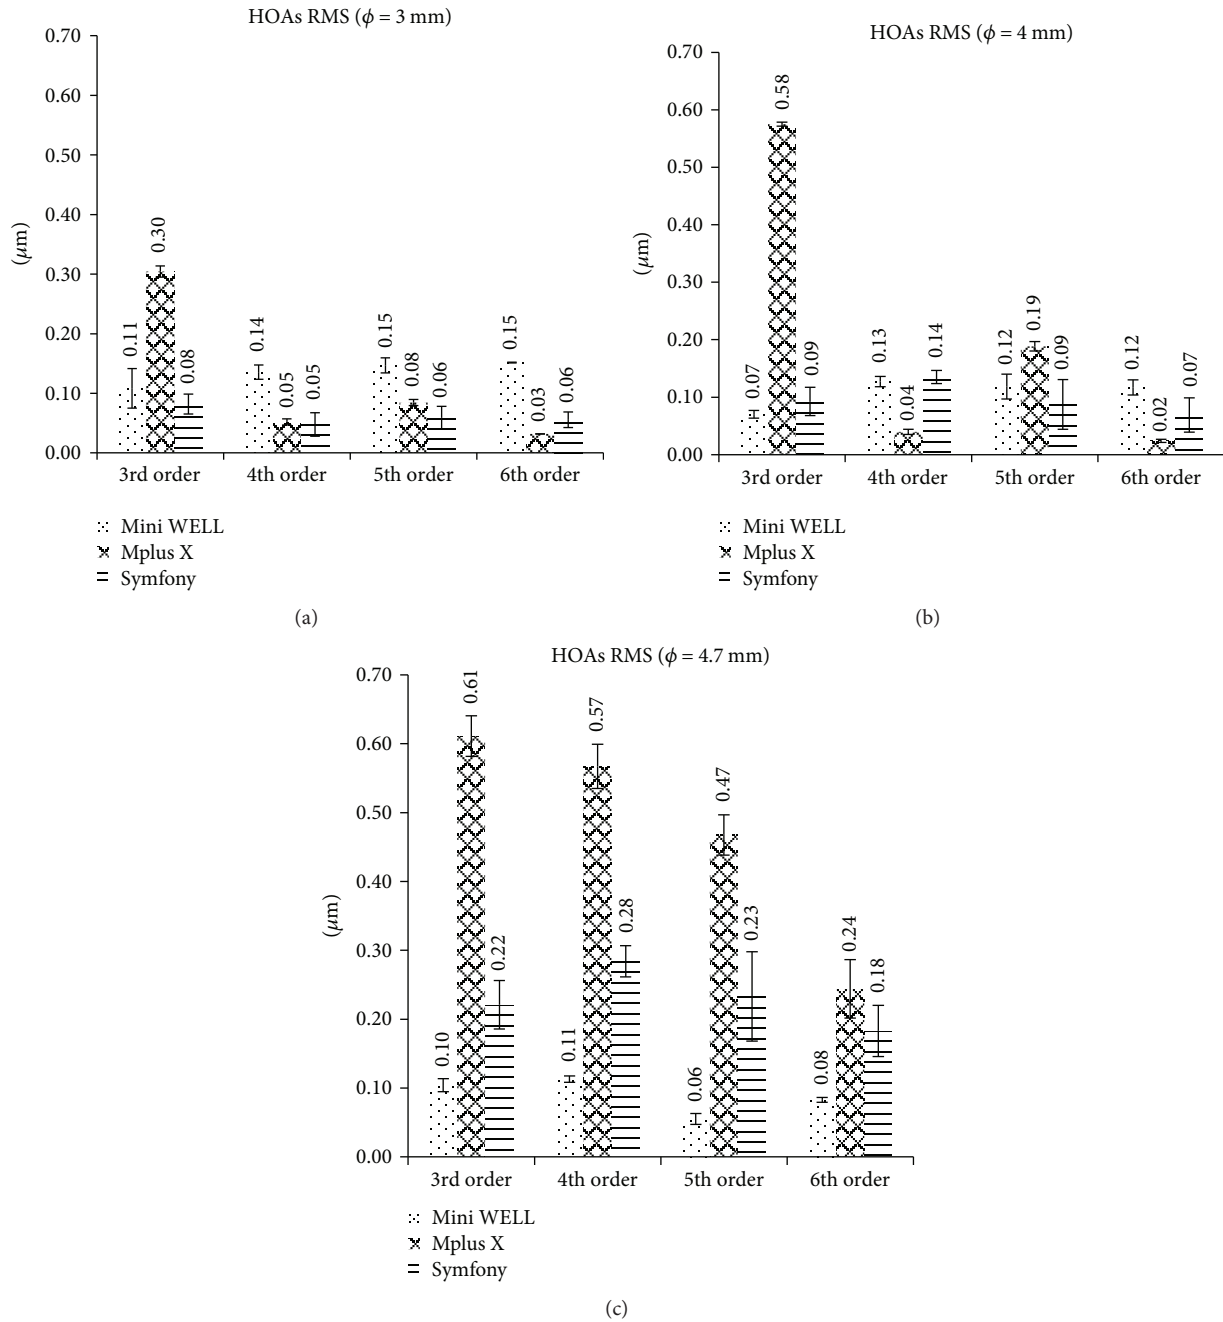 HOAs RMS (ϕ = 3 mm)
0.70
0.60
0.50
0.40
0.30
0.20
0.10
0.00
(μm)
0.11
0.30
0.08
0.14
0.05
0.05
0.15
0.08
0.06
0.15
0.03
0.06
3rd order 4th order 5th order 6th order
Mini WELL
Mplus X
Symfony
(a)
HOAs RMS (ϕ = 4 mm)
0.70
0.60
0.50
0.40
0.30
0.20
0.10
0.00
(μm)
0.07
0.58
0.09
0.13
0.04
0.14
0.12
0.19
0.09
0.12
0.02
0.07
3rd order 4th order 5th order 6th order
Mini WELL
Mplus X
Symfony
(b)
HOAs RMS (ϕ = 4.7 mm)
0.70
0.60
0.50
0.40
0.30
0.20
0.10
0.00
(μm)
0.10
0.61
0.22
0.11
0.57
0.28
0.06
0.47
0.23
0.08
0.24
0.18
3rd order 4th order 5th order 6th order
Mini WELL
Mplus X
Symfony
(c)